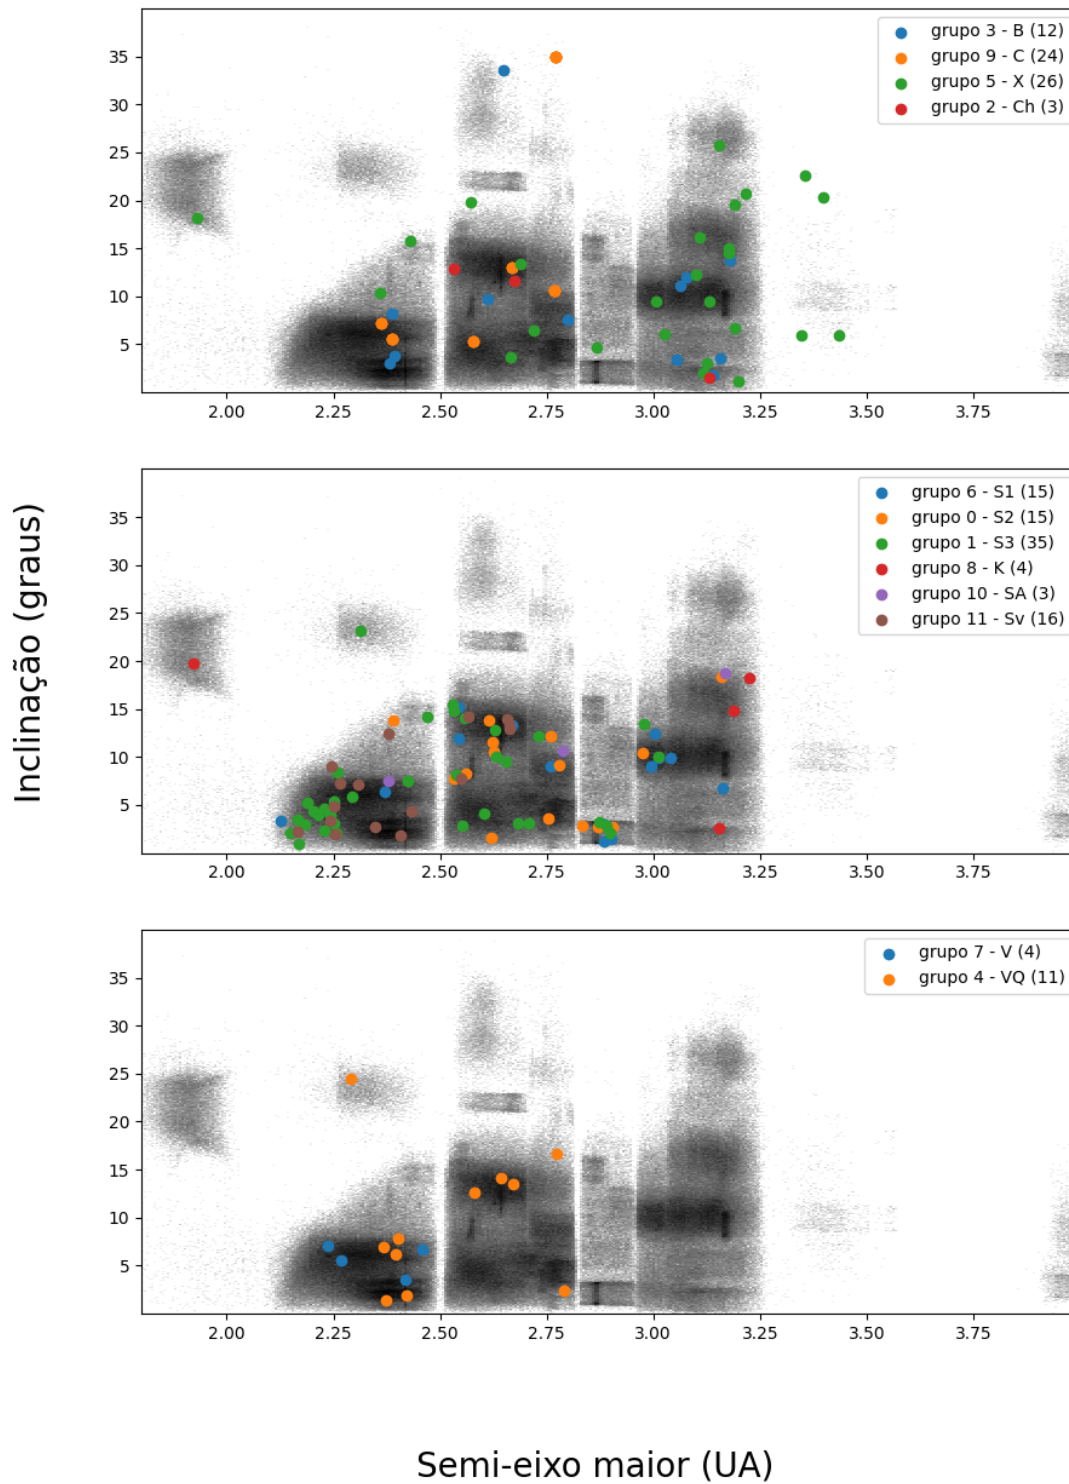 35
30
25
20
15
10
5
grupo 3 - B (12)
grupo 9 - C (24)
grupo 5 - X (26)
grupo 2 - Ch (3)
2.00 2.25 2.50 2.75 3.00 3.25 3.50 3.75
Inclinação (graus)
35
30
25
20
15
10
5
grupo 6 - S1 (15)
grupo 0 - S2 (15)
grupo 1 - S3 (35)
grupo 8 - K (4)
grupo 10 - SA (3)
grupo 11 - Sv (16)
2.00 2.25 2.50 2.75 3.00 3.25 3.50 3.75
35
30
25
20
15
10
5
grupo 7 - V (4)
grupo 4 - VQ (11)
2.00 2.25 2.50 2.75 3.00 3.25 3.50 3.75
Semi-eixo maior (UA)